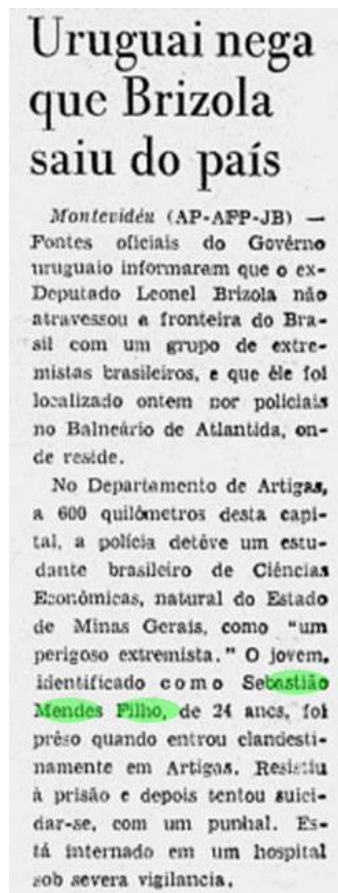 Uruguai nega
que Brizola
saiu do país
Montevidéu (AP-AFP-JB) —
Fontes oficiais do Govêrno
uruguaio informaram que o ex-
Deputado Leonel Brizola não
atravessou a fronteira do Bra-
sil com um grupo de extre-
mistas brasileiros, e que êle foi
localizado ontem por policiais
no Balneário de Atlantida, on-
de reside.
No Departamento de Artigas,
a 600 quilômetros desta capi-
tal, a polícia detêve um estu-
dante brasileiro de Ciências
Econômicas, natural do Estado
de Minas Gerais, como "um
perigoso extremista." O jovem,
identificado como Sebastião
Mendes Filho, de 24 anos, foi
prêso quando entrou clandesti-
namente em Artigas. Resistiu
à prisão e depois tentou suici-
dar-se, com um punhal. Es-
tá internado em um hospital
sob severa vigilancia.